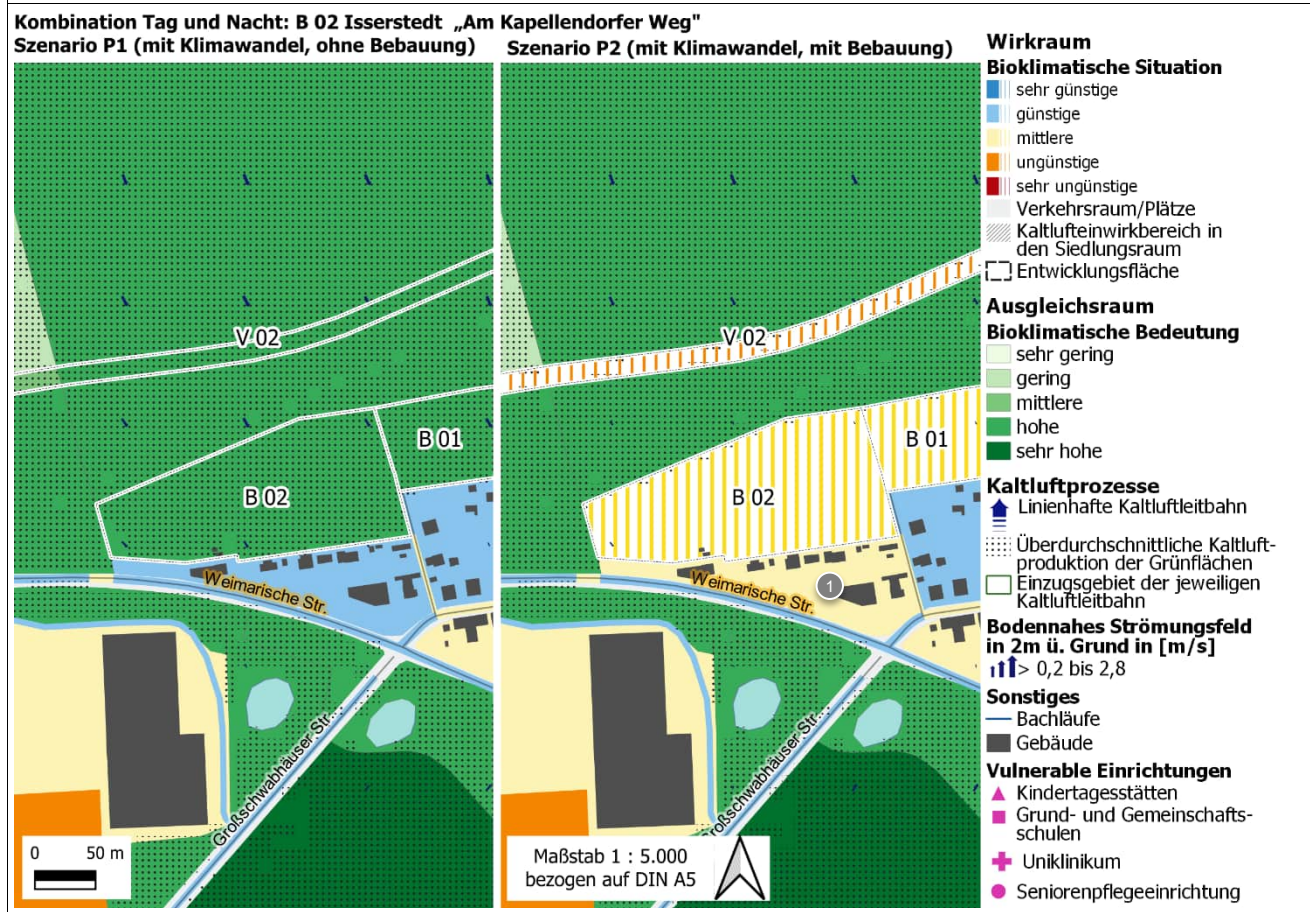 Kombination Tag und Nacht: B 02 Isserstedt „Am Kapellendorfer Weg"
Szenario P1 (mit Klimawandel, ohne Bebauung)
Szenario P2 (mit Klimawandel, mit Bebauung)
V 02
B 01
B 02
Weimarische Str.
Großschwabhäuser Str.
0 50 m
V 02
B 01
B 02
Weimarische Str.
1
Großschwabhäuser Str.
Maßstab 1 : 5.000
bezogen auf DIN A5
Wirkraum
Bioklimatische Situation
sehr günstige
günstige
mittlere
ungünstige
sehr ungünstige
Verkehrsraum/Plätze
Kaltlufteinwirkbereich in
den Siedlungsraum
Entwicklungsfläche
Ausgleichsraum
Bioklimatische Bedeutung
sehr gering
gering
mittlere
hohe
sehr hohe
Kaltluftprozesse
Linienhafte Kaltluftleitbahn
Überdurchschnittliche Kaltluft-
produktion der Grünflächen
Einzugsgebiet der jeweiligen
Kaltluftleitbahn
Bodennahes Strömungsfeld
in 2m ü. Grund in [m/s]
> 0,2 bis 2,8
Sonstiges
Bachläufe
Gebäude
Vulnerable Einrichtungen
Kindertagesstätten
Grund- und Gemeinschafts-
schulen
Uniklinikum
Seniorenpflegeeinrichtung